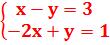 x − y = 3
−2x + y = 1